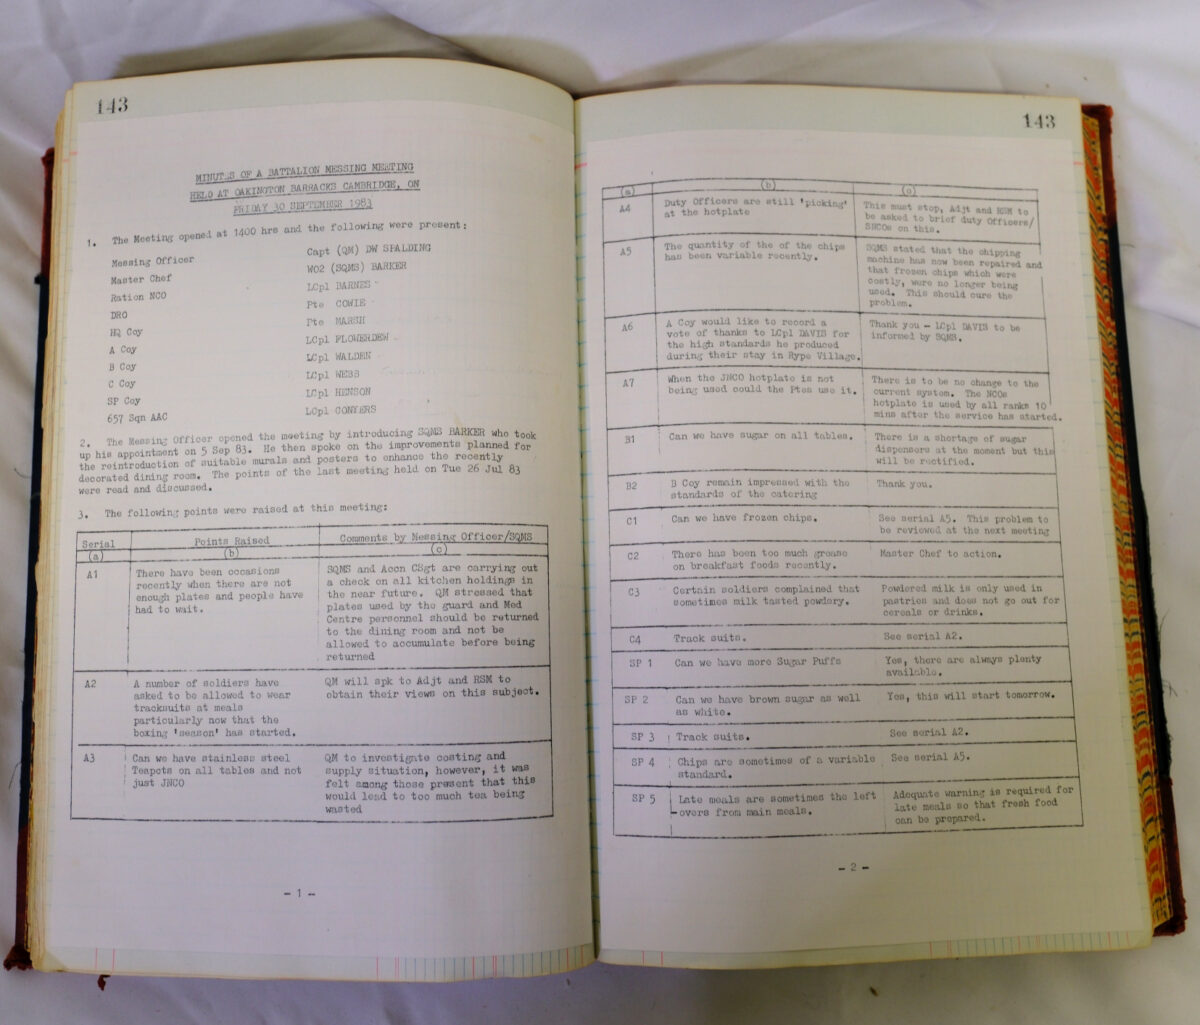 143
MINUTES OF A BATTALION MESSING MEETING
HELD AT OAKINGTON BARRACKS CAMBRIDGE, ON
FRIDAY 30 SEPTEMBER 1983
1. The Meeting opened at 1400 hrs and the following were present:
Messing Officer Capt (QM) DW SPALDING
Master Chef WO2 (SQMS) BARKER
Ration NCO LCpl BARNES
DRO Pte COWIE
HQ Coy Pte MARSH
A Coy LCpl FLOWERDEW
B Coy LCpl WALDEN
C Coy LCpl WEBB
SP Coy LCpl HENSON
657 Sqn AAC LCpl CONYERS
2. The Messing Officer opened the meeting by introducing SQMS BARKER who took
up his appointment on 5 Sep 83. He then spoke on the improvements planned for
the reintroduction of suitable murals and posters to enhance the recently
decorated dining room. The points of the last meeting held on Tue 26 Jul 83
were read and discussed.
3. The following points were raised at this meeting:
Serial Points Raised Comments by Messing Officer/SQMS
(a) (b) (c)
A1 There have been occasions
recently when there are not
enough plates and people have
had to wait.
SQMS and Accn CSgt are carrying out
a check on all kitchen holdings in
the near future. QM stressed that
plates used by the guard and Med
Centre personnel should be returned
to the dining room and not be
allowed to accumulate before being
returned
A2 A number of soldiers have
asked to be allowed to wear
tracksuits at meals
particularly now that the
boxing 'season' has started.
QM will spk to Adjt and RSM to
obtain their views on this subject.
A3 Can we have stainless steel
Teapots on all tables and not
just JNCO
QM to investigate costing and
supply situation, however, it was
felt among those present that this
would lead to too much tea being
wasted
- 1 -
143
(a) (b) (c)
A4 Duty Officers are still 'picking'
at the hotplate
This must stop, Adjt and RSM to
be asked to brief duty Officers/
SNCOs on this.
A5 The quantity of the of the chips
has been variable recently.
SQMS stated that the chipping
machine has now been repaired and
that frozen chips which were
costly, were no longer being
used. This should cure the
problem.
A6 A Coy would like to record a
vote of thanks to LCpl DAVIS for
the high standards he produced
during their stay in Rype Village.
Thank you - LCpl DAVIS to be
informed by SQMS.
A7 When the JNCO hotplate is not
being used could the Ptes use it.
There is to be no change to the
current system. The NCOs
hotplate is used by all ranks 10
mins after the service has started.
B1 Can we have sugar on all tables.
There is a shortage of sugar
dispensers at the moment but this
will be rectified.
B2 B Coy remain impressed with the
standards of the catering
Thank you.
C1 Can we have frozen chips.
See serial A5. This problem to
be reviewed at the next meeting
C2 There has been too much grease
on breakfast foods recently.
Master Chef to action.
C3 Certain soldiers complained that
sometimes milk tasted powdery.
Powdered milk is only used in
pastries and does not go out for
cereals or drinks.
C4 Track suits. See serial A2.
SP 1 Can we have more Sugar Puffs
Yes, there are always plenty
available.
SP 2 Can we have brown sugar as well
as white.
Yes, this will start tomorrow.
SP 3 Track suits. See serial A2.
SP 4 Chips are sometimes of a variable
standard.
See serial A5.
SP 5 Late meals are sometimes the left
-overs from main meals.
Adequate warning is required for
late meals so that fresh food
can be prepared.
- 2 -